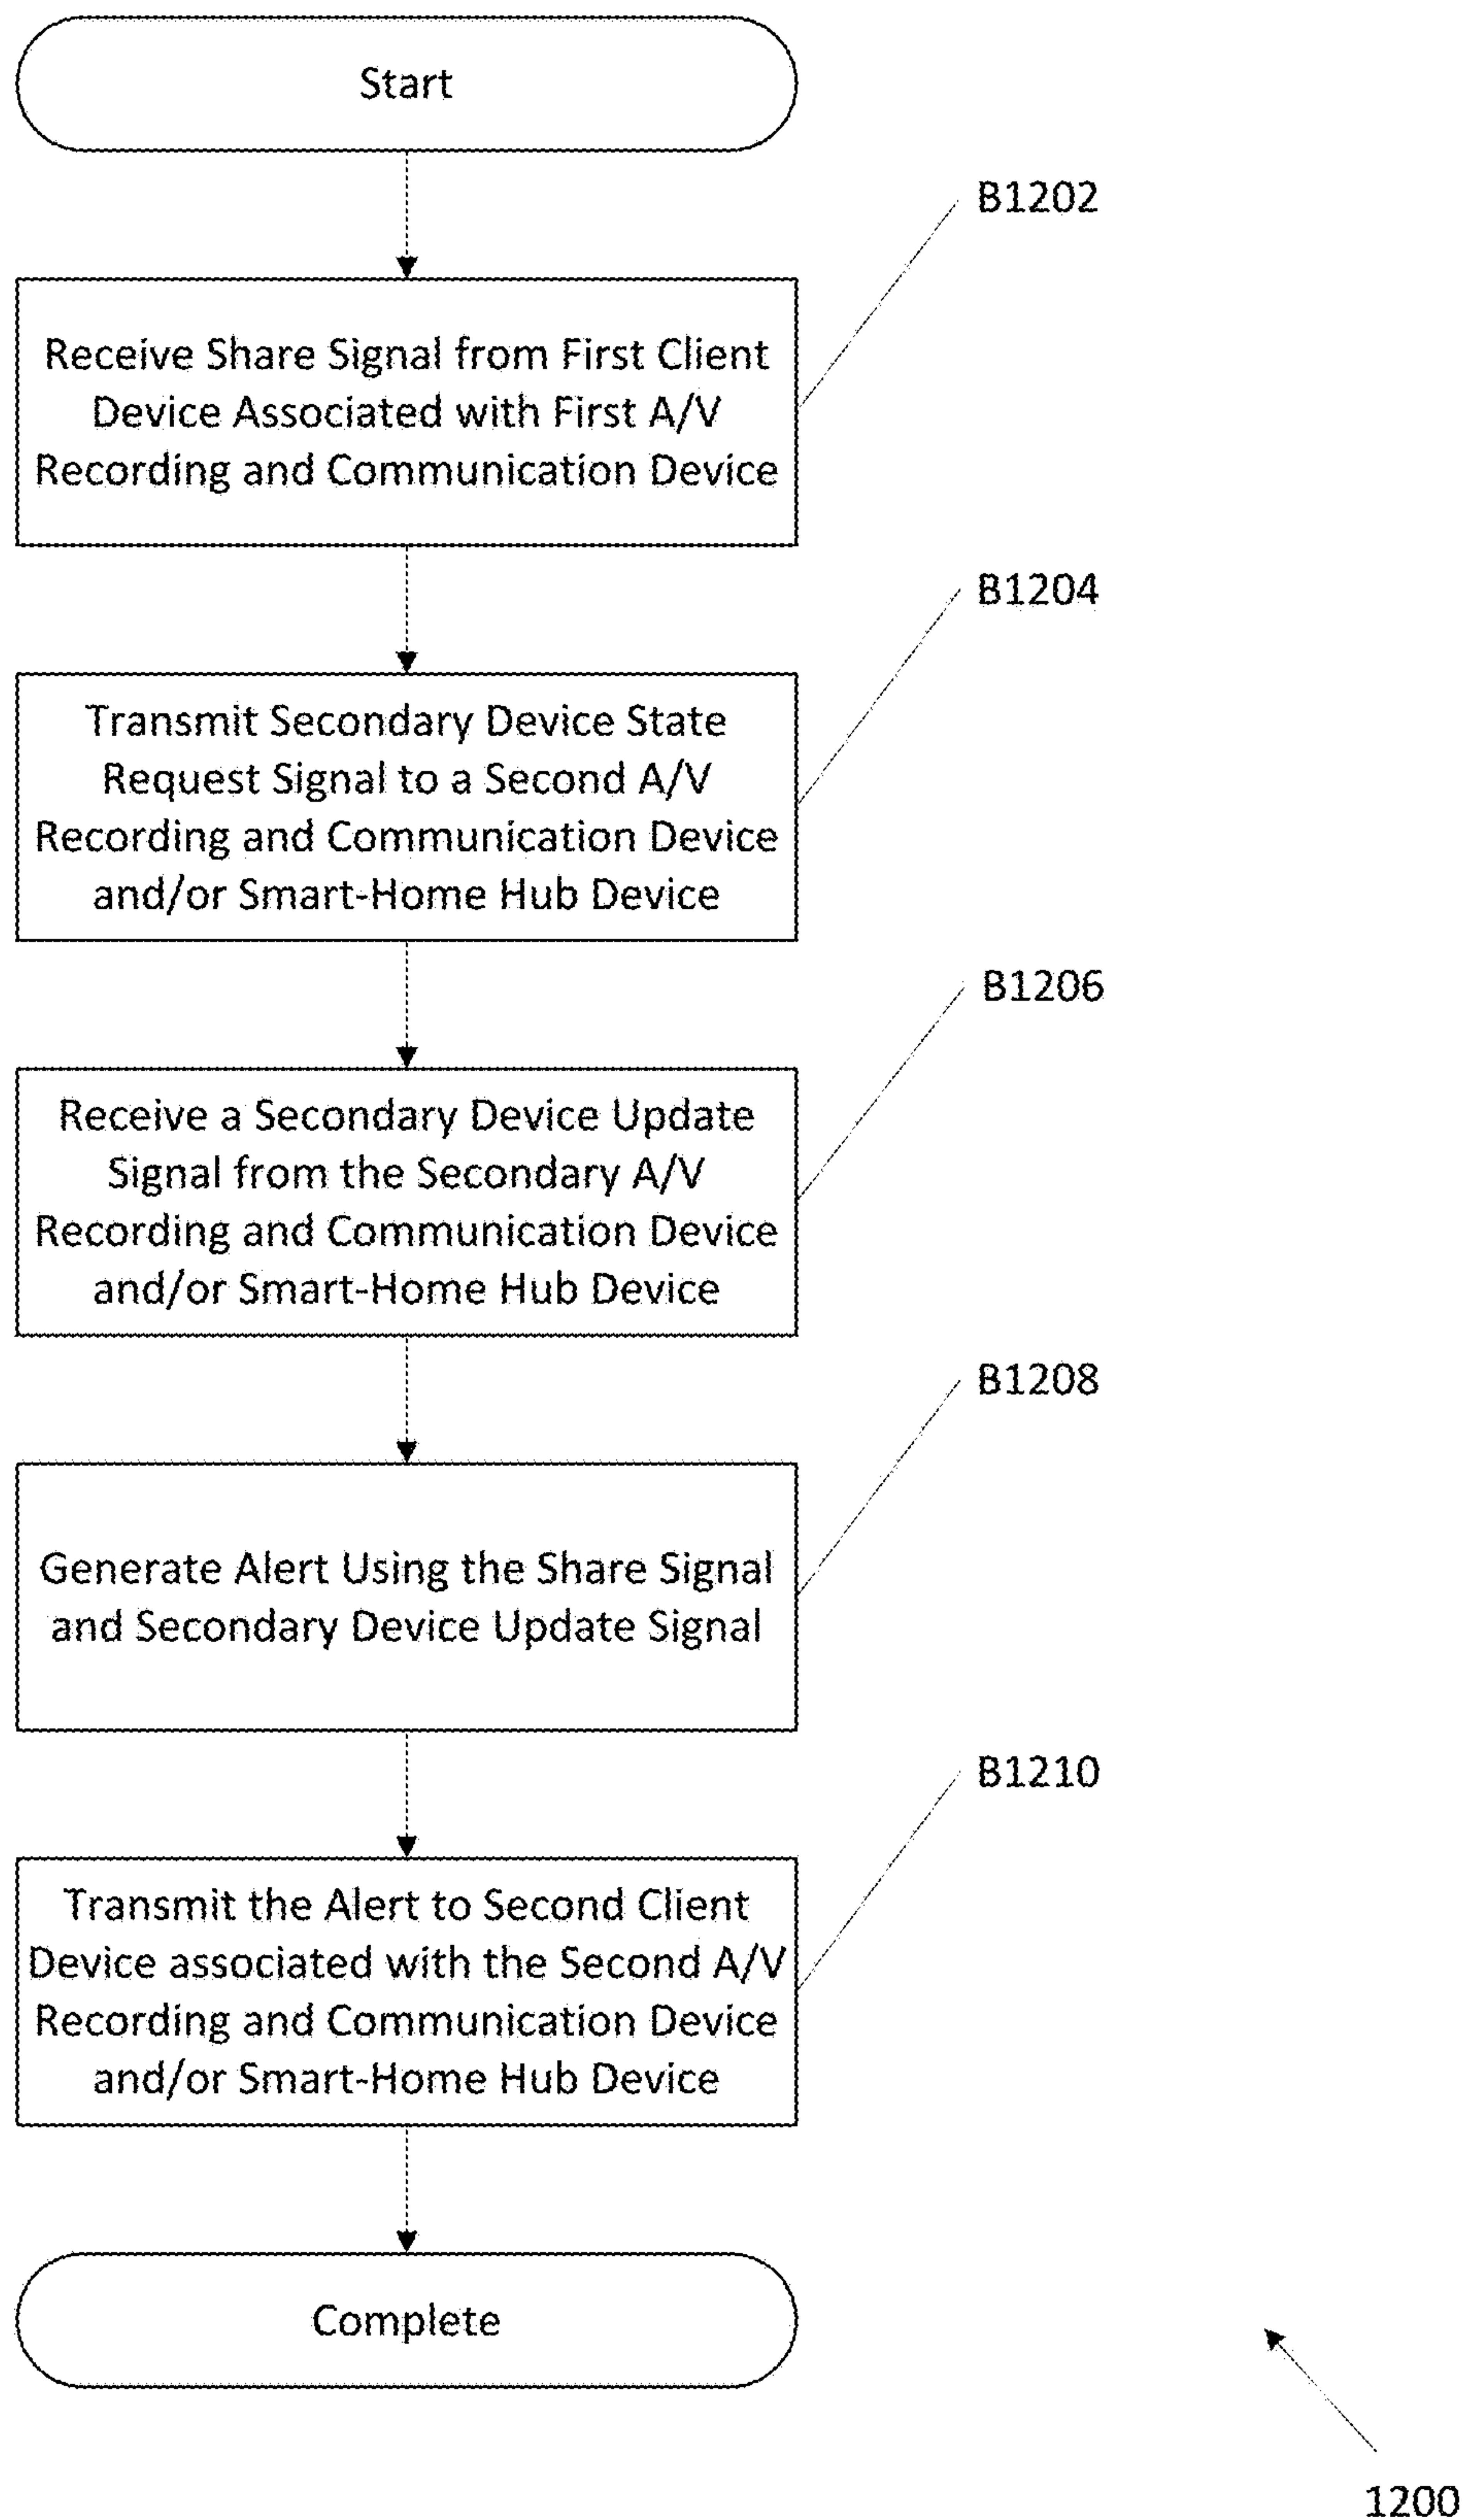 Start
B1202
Receive Share Signal from First Client
Device Associated with First A/V
Recording and Communication Device
B1204
Transmit Secondary Device State
Request Signal to a Second A/V
Recording and Communication Device
and/or Smart-Home Hub Device
B1206
Receive a Secondary Device Update
Signal from the Secondary A/V
Recording and Communication Device
and/or Smart-Home Hub Device
B1208
Generate Alert Using the Share Signal
and Secondary Device Update Signal
B1210
Transmit the Alert to Second Client
Device associated with the Second A/V
Recording and Communication Device
and/or Smart-Home Hub Device
Complete
1200